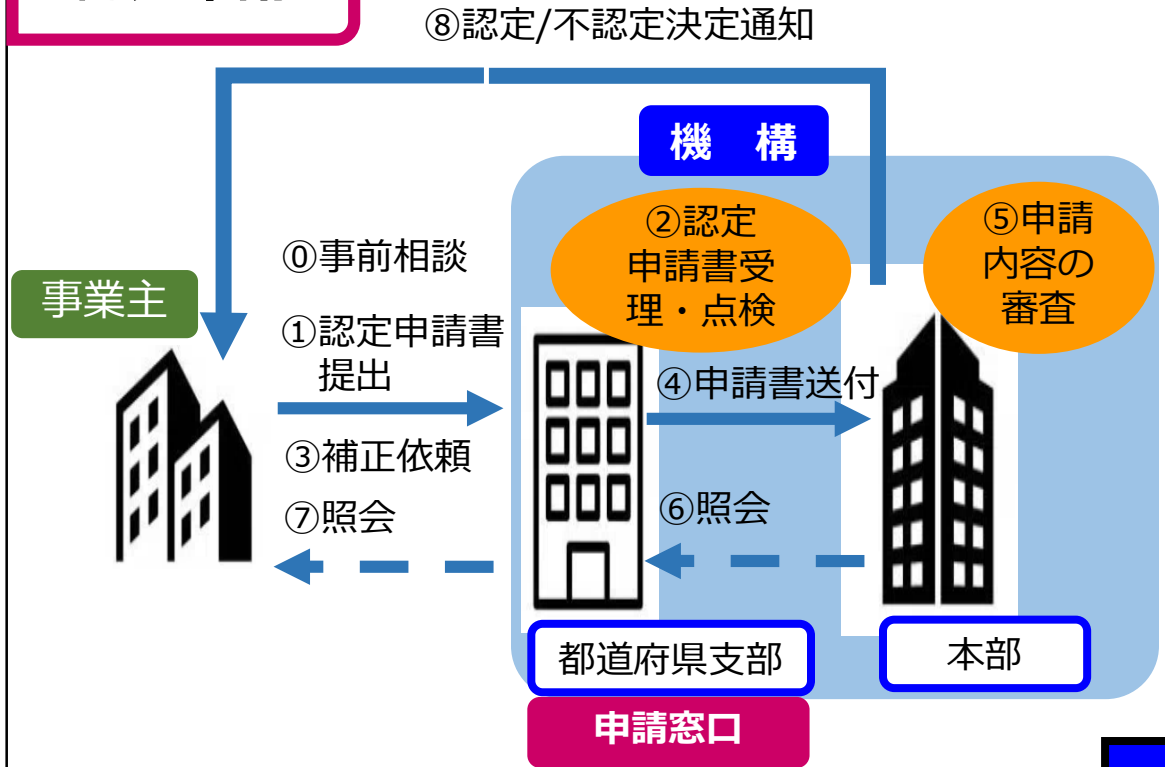 ⑧認定/不認定決定通知
機 構
②認定
申請書受
理・点検
⑤申請
内容の
審査
事業主
⓪事前相談
①認定申請書
提出
③補正依頼
⑦照会
④申請書送付
⑥照会
都道府県支部
本部
申請窓口